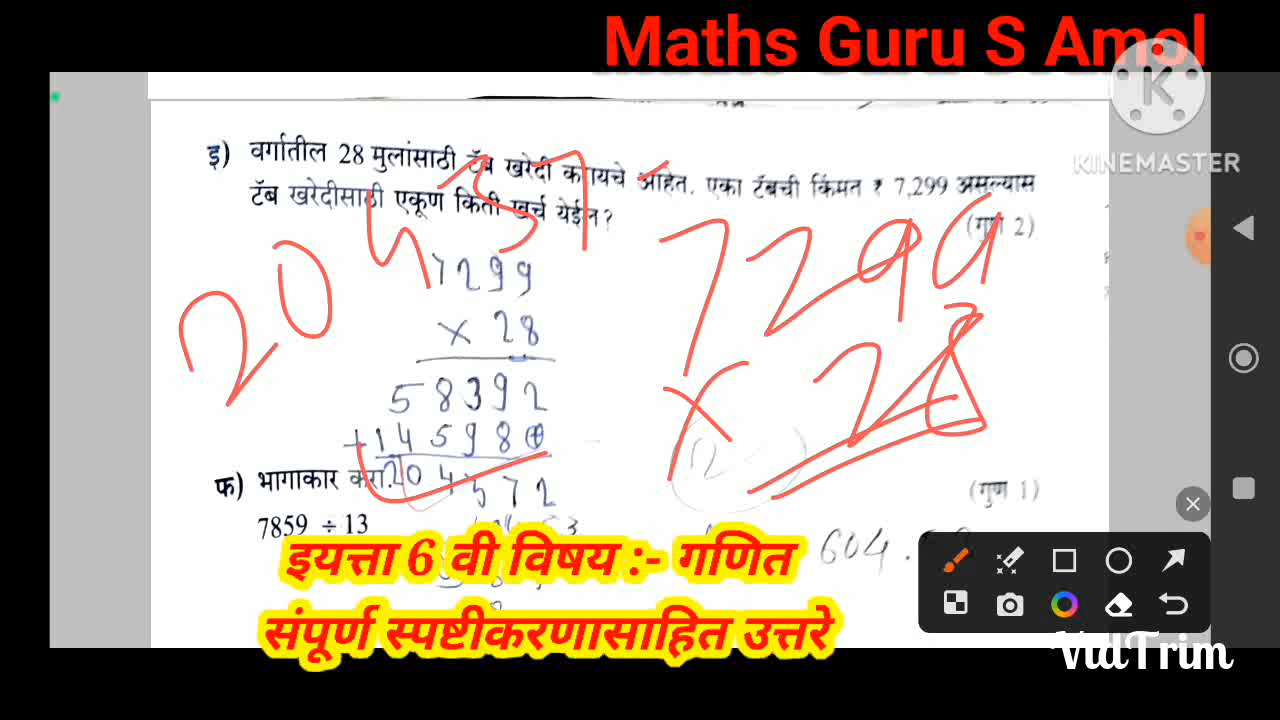 Maths Guru S Amol
KINEMASTER
इ) वर्गातील 28 मुलांसाठी टॅब खरेदी करायचे आहेत. एका टॅबची किंमत ₹ 7,299 असल्यास
टॅब खरेदीसाठी एकूण किती खर्च येईल?
(गुण 2)
7299
× 28
58392
+145980
204372
20437
7299
× 28
फ) भागाकार करा.
(गुण 1)
7859 ÷ 13
604.
इयत्ता 6 वी विषय :- गणित
संपूर्ण स्पष्टीकरणासाहित उत्तरे
VidTrim